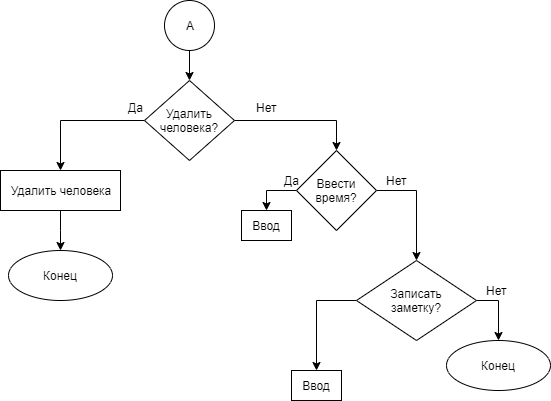 А
Да
Удалить
человека?
Нет
Удалить человека
Да
Ввести
время?
Нет
Ввод
Конец
Записать
заметку?
Нет
Ввод
Конец